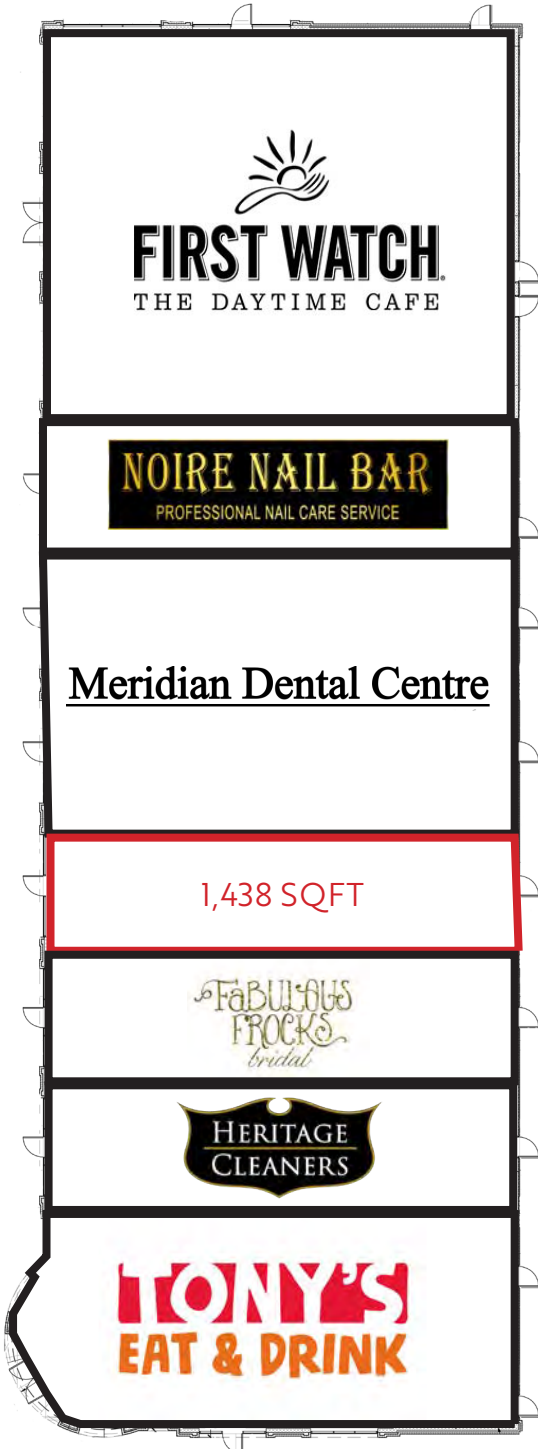 FIRST WATCH
THE DAYTIME CAFE
NOIRE NAIL BAR
PROFESSIONAL NAIL CARE SERVICE
Meridian Dental Centre
1,438 SQFT
FABULOUS
FROCKS
bridal
HERITAGE
CLEANERS
TONY'S
EAT & DRINK